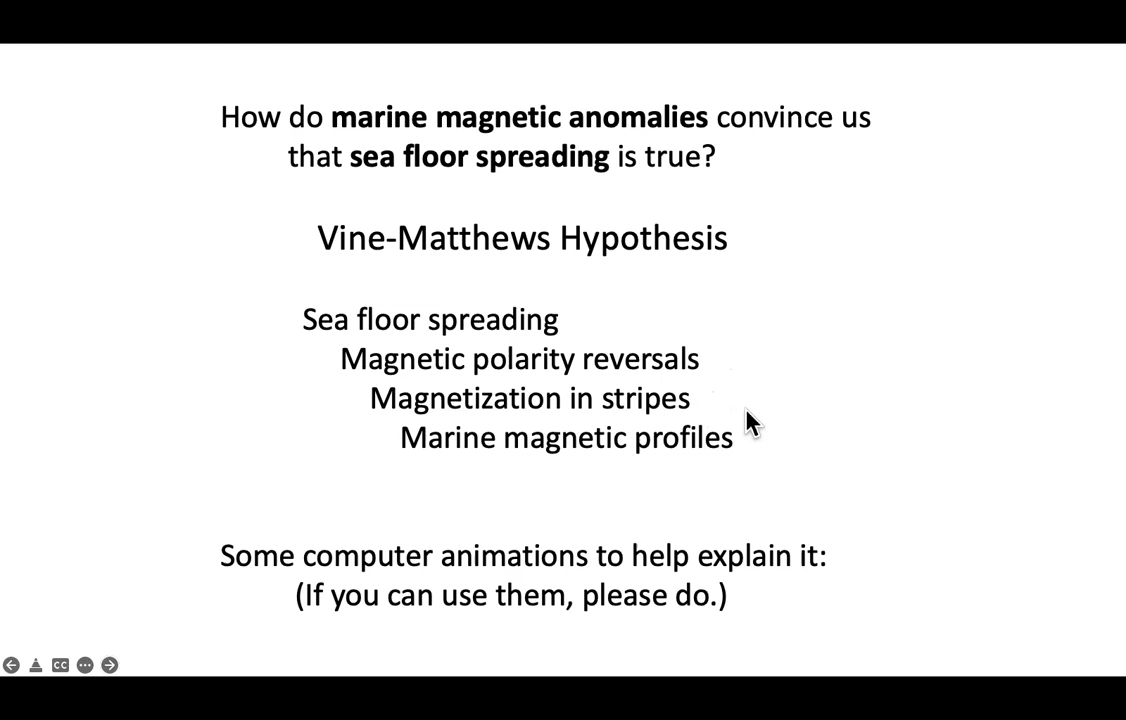 How do marine magnetic anomalies convince us
that sea floor spreading is true?
Vine-Matthews Hypothesis
Sea floor spreading
Magnetic polarity reversals
Magnetization in stripes
Marine magnetic profiles
Some computer animations to help explain it:
(If you can use them, please do.)
CC